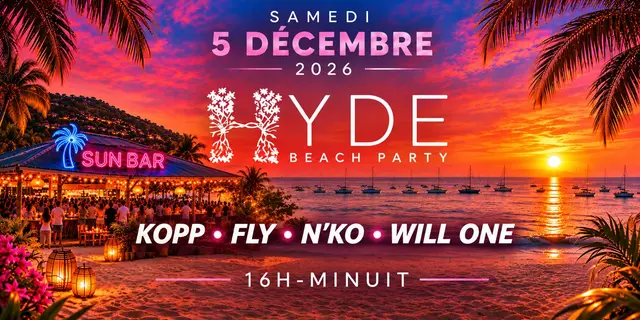 SAMEDI
5 DÉCEMBRE
2026
HYDE
BEACH PARTY
SUN BAR
KOPP • FLY • N'KO • WILL ONE
16H-MINUIT